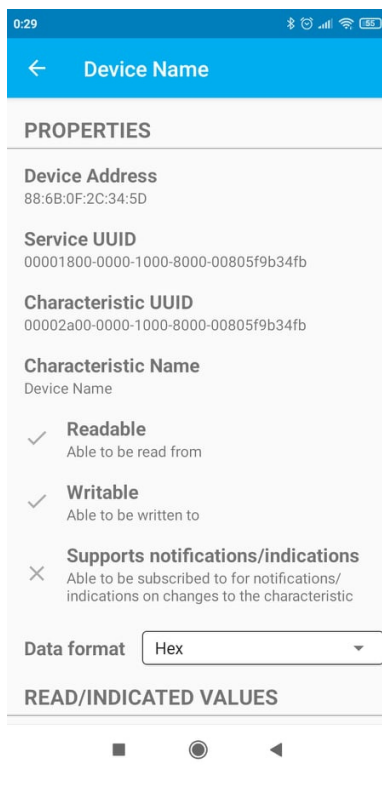 0:29
55
Device Name
PROPERTIES
Device Address
88:6B:0F:2C:34:5D
Service UUID
00001800-0000-1000-8000-00805f9b34fb
Characteristic UUID
00002a00-0000-1000-8000-00805f9b34fb
Characteristic Name
Device Name
Readable
Able to be read from
Writable
Able to be written to
Supports notifications/indications
Able to be subscribed to for notifications/
indications on changes to the characteristic
Data format Hex
READ/INDICATED VALUES